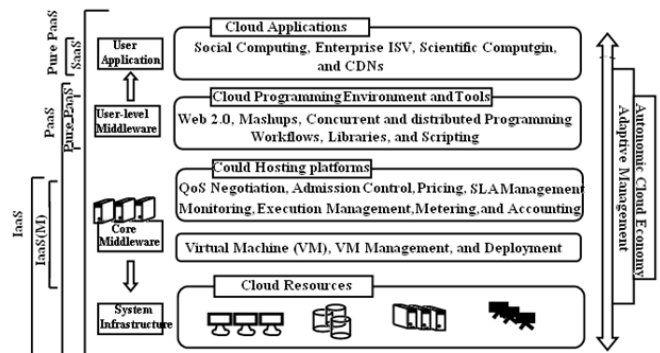 Pure PaaS
SaaS
User
Application
Cloud Applications
Social Computing, Enterprise ISV, Scientific Computgin,
and CDNs
PaaS
Pure PaaS
User-level
Middleware
Cloud Programming Environment and Tools
Web 2.0, Mashups, Concurrent and distributed Programming
Workflows, Libraries, and Scripting
IaaS
IaaS(M)
Core
Middleware
Could Hosting platforms
QoS Negotiation, Admission Control, Pricing, SLA Management
Monitoring, Execution Management, Metering, and Accounting
Virtual Machine (VM), VM Management, and Deployment
System
Infrastructure
Cloud Resources
Adaptive Management
Autonomic Cloud Economy